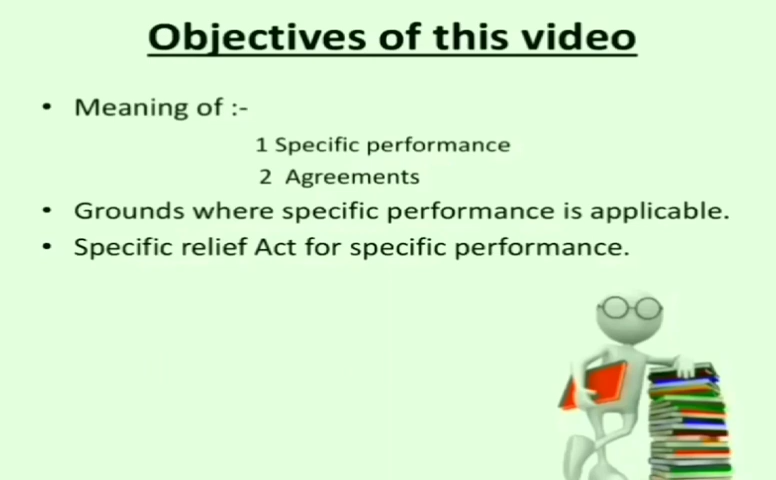 Objectives of this video
• Meaning of :-
1 Specific performance
2 Agreements
• Grounds where specific performance is applicable.
• Specific relief Act for specific performance.